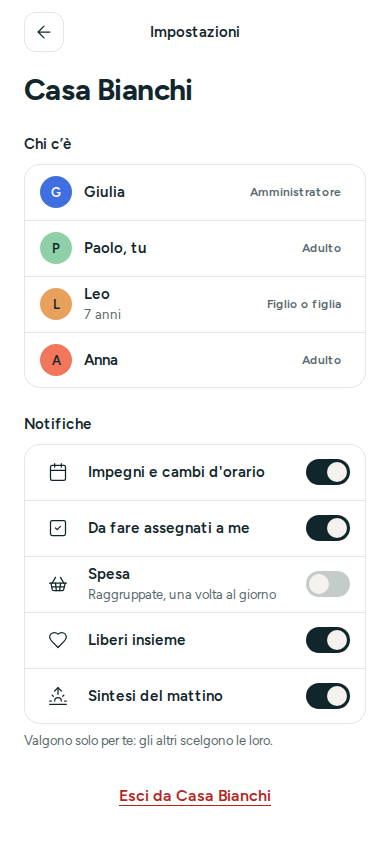 Impostazioni
Casa Bianchi
Chi c'è
G Giulia Amministratore
P Paolo, tu Adulto
L Leo Figlio o figlia
7 anni
A Anna Adulto
Notifiche
Impegni e cambi d'orario
Da fare assegnati a me
Spesa
Raggruppate, una volta al giorno
Liberi insieme
Sintesi del mattino
Valgono solo per te: gli altri scelgono le loro.
Esci da Casa Bianchi